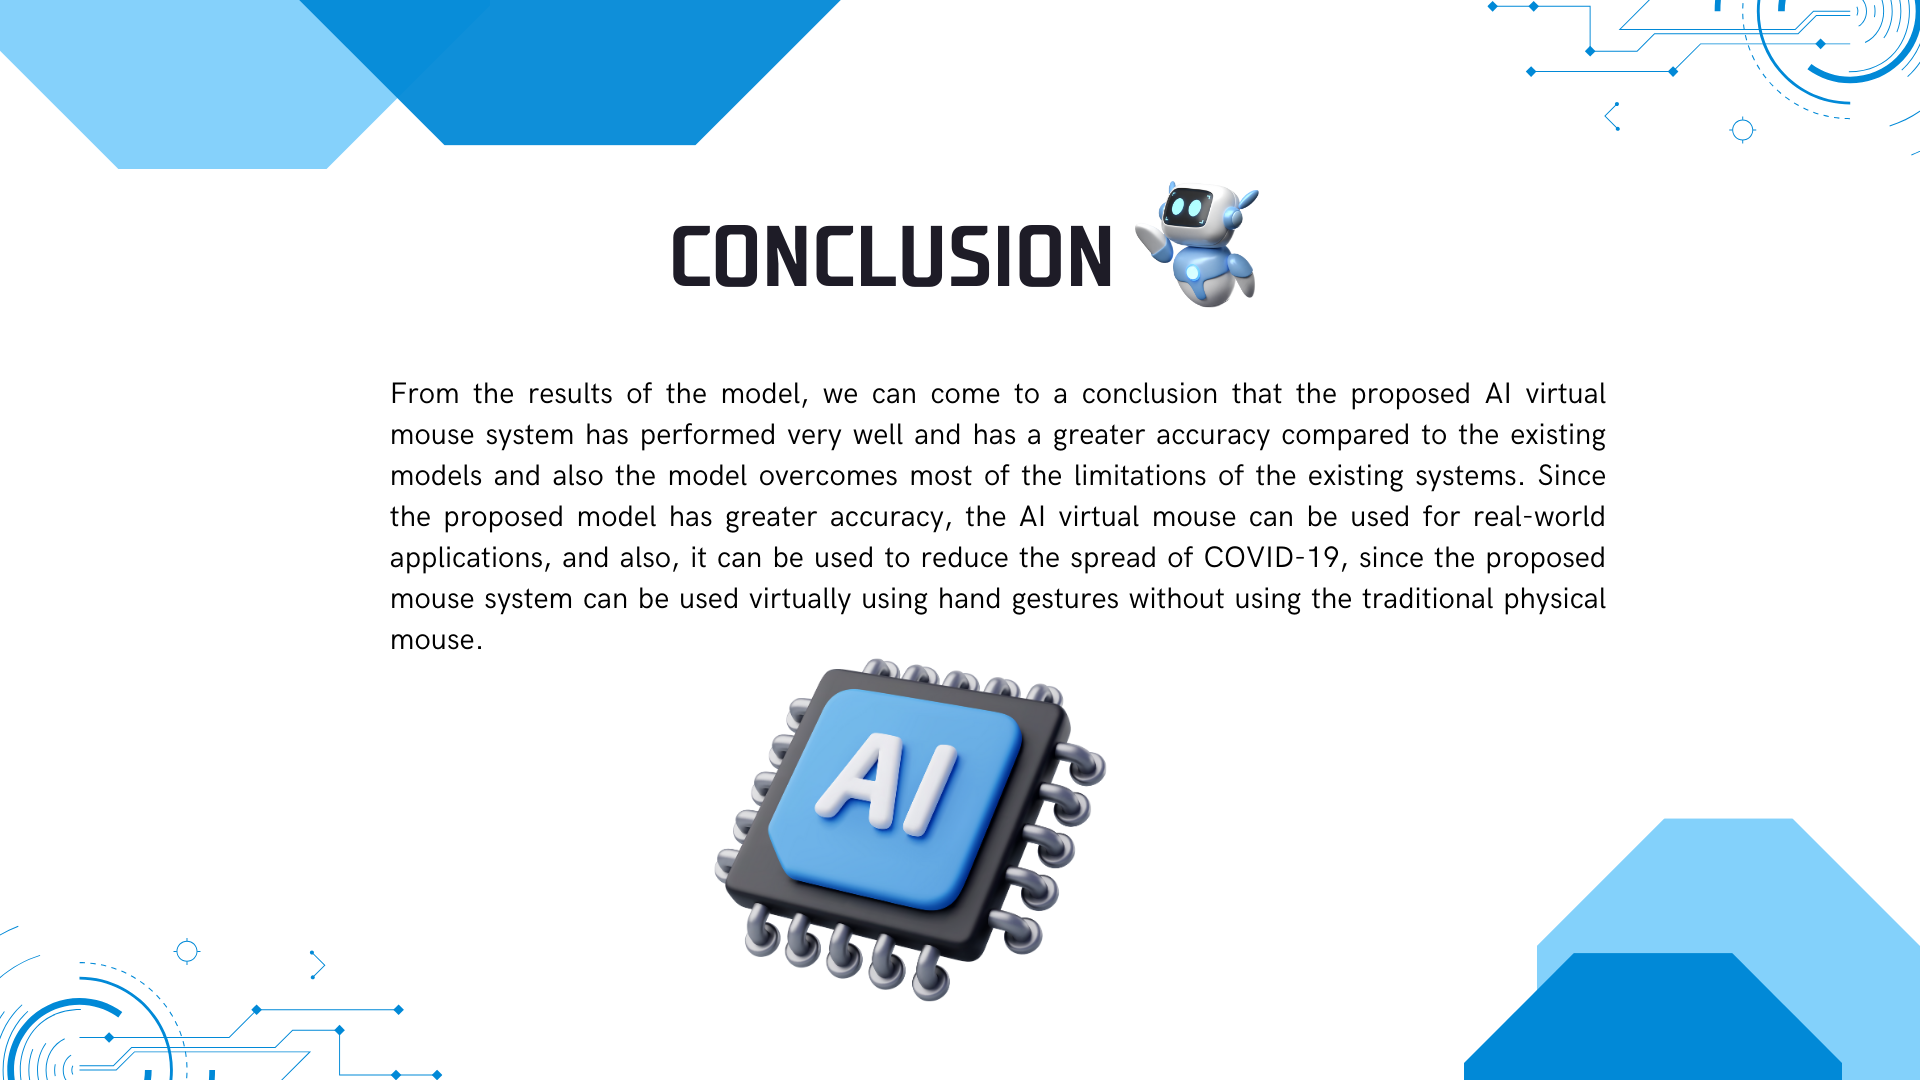 CONCLUSION
From the results of the model, we can come to a conclusion that the proposed AI virtual
mouse system has performed very well and has a greater accuracy compared to the existing
models and also the model overcomes most of the limitations of the existing systems. Since
the proposed model has greater accuracy, the AI virtual mouse can be used for real-world
applications, and also, it can be used to reduce the spread of COVID-19, since the proposed
mouse system can be used virtually using hand gestures without using the traditional physical
mouse.
AI